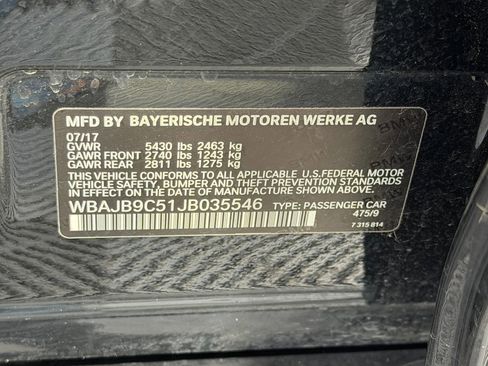 MFD BY BAYERISCHE MOTOREN WERKE AG
07/17
GVWR 5430 lbs 2463 kg
GAWR FRONT 2740 lbs 1243 kg
GAWR REAR 2811 lbs 1275 kg
THIS VEHICLE CONFORMS TO ALL APPLICABLE U.S.FEDERAL MOTOR
VEHICLE SAFETY, BUMPER, AND THEFT PREVENTION STANDARDS IN
EFFECT ON THE DATE OF MANUFACTURE SHOWN ABOVE.
WBAJB9C51JB035546 TYPE: PASSENGER CAR
475/9
7 315 814